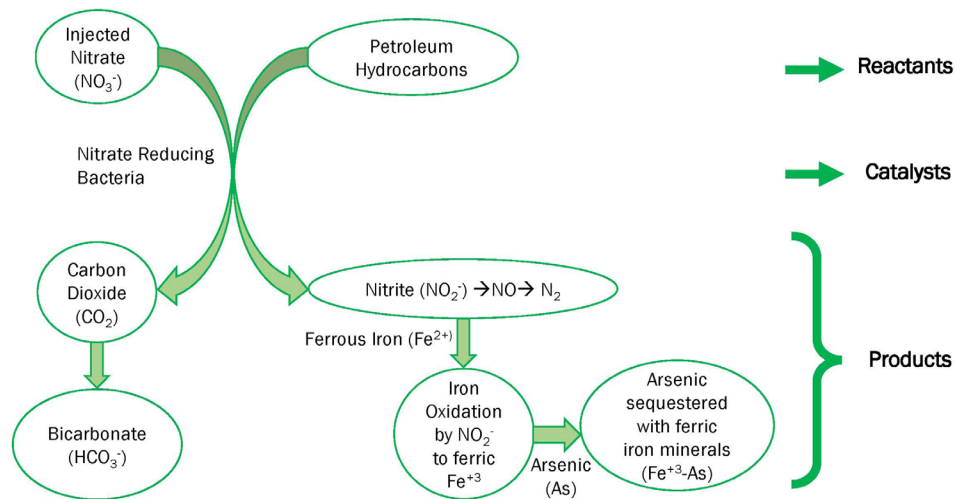 Injected
Nitrate
(NO₃⁻)
Petroleum
Hydrocarbons
Reactants
Nitrate Reducing
Bacteria
Catalysts
Carbon
Dioxide
(CO₂)
Nitrite (NO₂⁻) →NO→ N₂
Ferrous Iron (Fe²⁺⁾
Products
Bicarbonate
(HCO₃⁻)
Iron
Oxidation
by NO₂⁻
to ferric
Fe⁺³
Arsenic
(As)
Arsenic
sequestered
with ferric
iron minerals
(Fe⁺³-As)